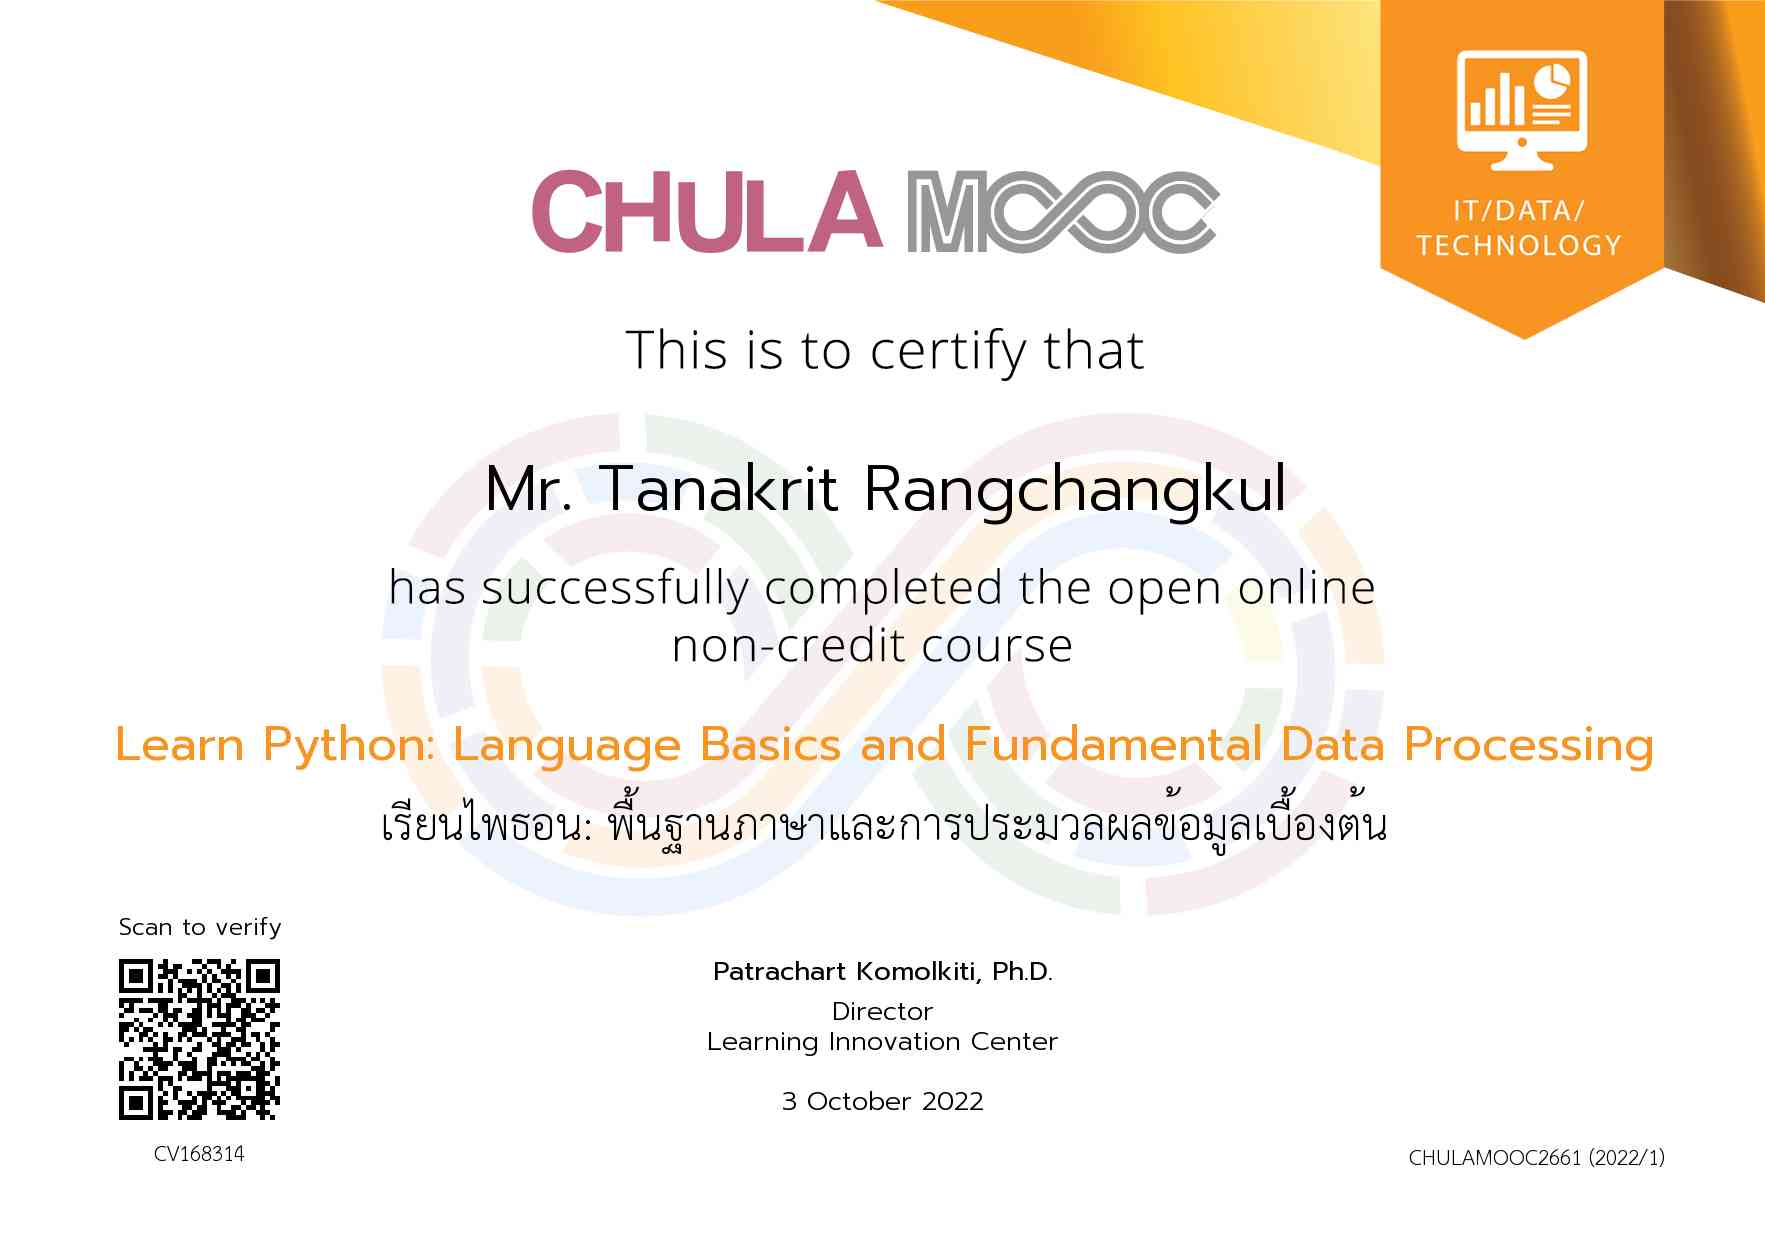 CHULA MOOC
IT/DATA/
TECHNOLOGY
This is to certify that
Mr. Tanakrit Rangchangkul
has successfully completed the open online
non-credit course
Learn Python: Language Basics and Fundamental Data Processing
เรียนไพธอน: พื้นฐานภาษาและการประมวลผลข้อมูลเบื้องต้น
Scan to verify
CV168314
Patrachart Komolkiti, Ph.D.
Director
Learning Innovation Center
3 October 2022
CHULAMOOC2661 (2022/1)